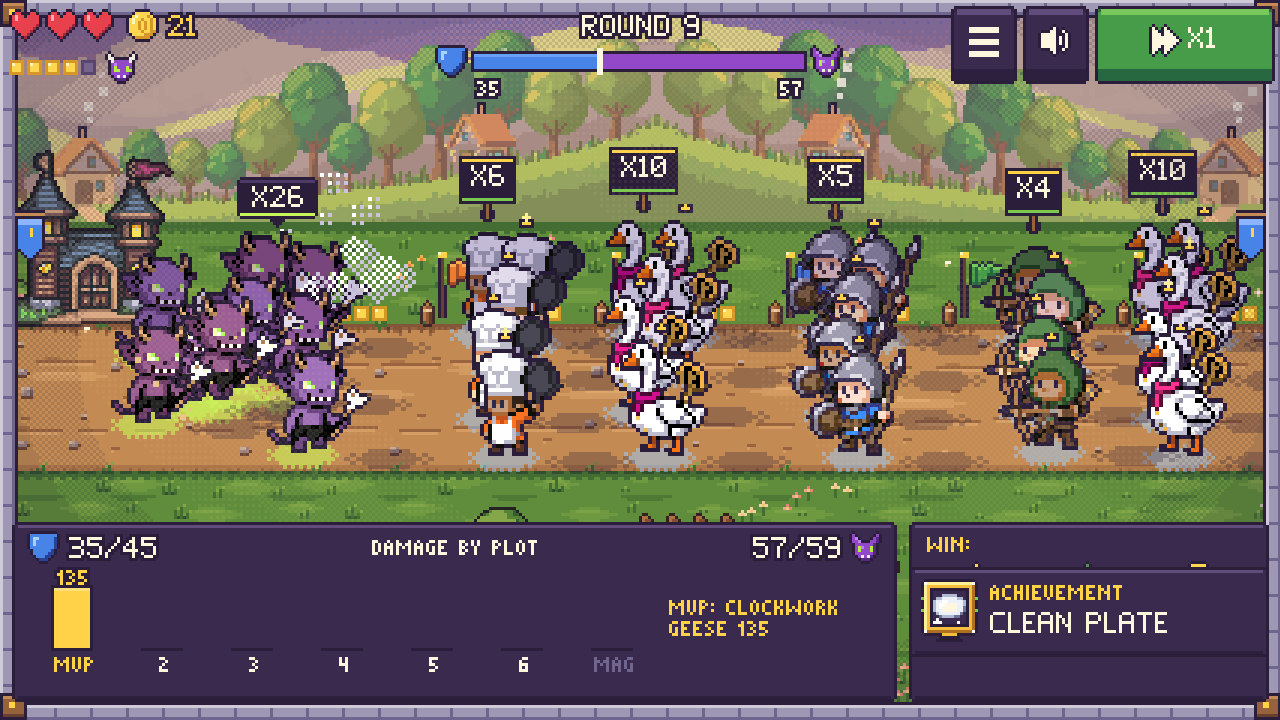 21
ROUND 9
X1
35
57
X26
X6
X10
X5
X4
X10
35/45
DAMAGE BY PLOT
57/59
135
MVP: CLOCKWORK
GEESE 135
MVP
2
3
4
5
6
MAG
WIN:
ACHIEVEMENT
CLEAN PLATE